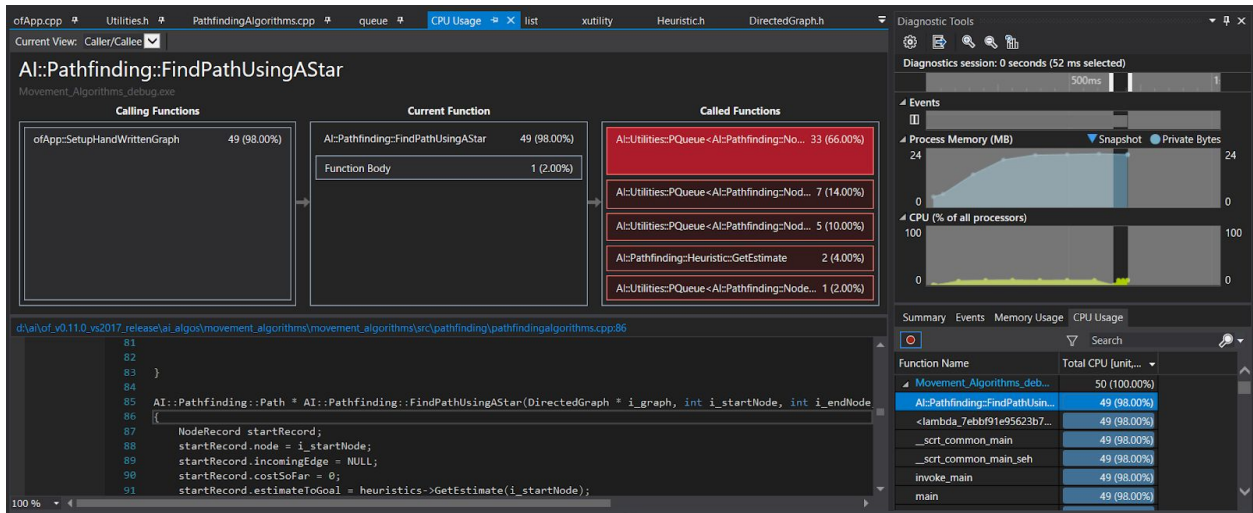 ofApp.cpp Utilities.h PathfindingAlgorithms.cpp queue CPU Usage list xutility Heuristic.h DirectedGraph.h
Current View: Caller/Callee
AI::Pathfinding::FindPathUsingAStar
Movement_Algorithms_debug.exe
Calling Functions
ofApp::SetupHandWrittenGraph 49 (98.00%)
Current Function
AI::Pathfinding::FindPathUsingAStar 49 (98.00%)
Function Body 1 (2.00%)
Called Functions
AI::Utilities::PQueue<AI::Pathfinding::No... 33 (66.00%)
AI::Utilities::PQueue<AI::Pathfinding::Nod... 7 (14.00%)
AI::Utilities::PQueue<AI::Pathfinding::Nod... 5 (10.00%)
AI::Pathfinding::Heuristic::GetEstimate 2 (4.00%)
AI::Utilities::PQueue<AI::Pathfinding::Node... 1 (2.00%)
d:\ai\of_v0.11.0_vs2017_release\ai_algos\movement_algorithms\movement_algorithms\src\pathfinding\pathfindingalgorithms.cpp:86
81
82
83 }
84
85 AI::Pathfinding::Path * AI::Pathfinding::FindPathUsingAStar(DirectedGraph * i_graph, int i_startNode, int i_endNode
86 {
87 NodeRecord startRecord;
88 startRecord.node = i_startNode;
89 startRecord.incomingEdge = NULL;
90 startRecord.costSoFar = 0;
91 startRecord.estimateToGoal = heuristics->GetEstimate(i_startNode);
100 %
Diagnostic Tools
Diagnostics session: 0 seconds (52 ms selected)
500ms 1
Events
Process Memory (MB) Snapshot Private Bytes
24 24
0 0
CPU (% of all processors)
100 100
0 0
Summary Events Memory Usage CPU Usage
Search
Function Name Total CPU [unit,...
Movement_Algorithms_deb... 50 (100.00%)
AI::Pathfinding::FindPathUsin... 49 (98.00%)
<lambda_7ebbf91e95623b7... 49 (98.00%)
__scrt_common_main 49 (98.00%)
__scrt_common_main_seh 49 (98.00%)
invoke_main 49 (98.00%)
main 49 (98.00%)